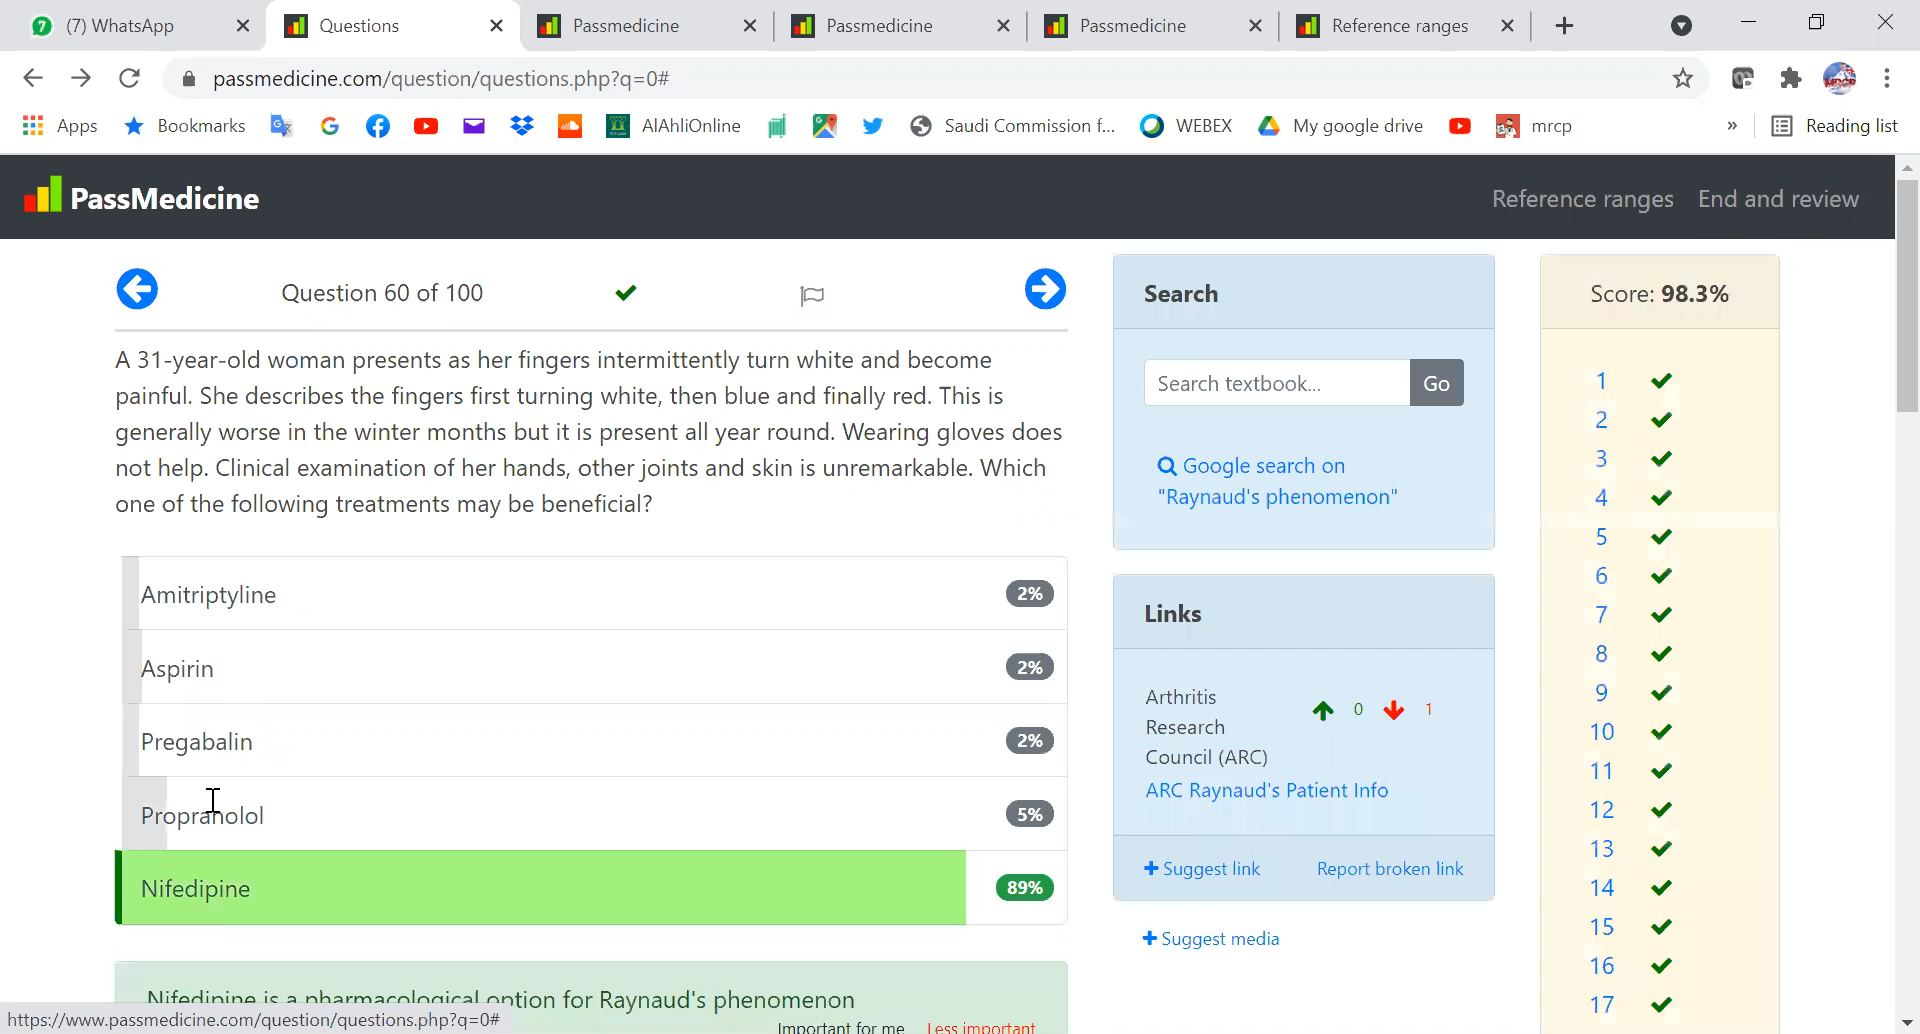 7 (7) WhatsApp
Questions
Passmedicine
Passmedicine
Passmedicine
Reference ranges
passmedicine.com/question/questions.php?q=0#
Apps
Bookmarks
AlAhliOnline
Saudi Commission f...
WEBEX
My google drive
mrcp
»
Reading list
PassMedicine
Reference ranges
End and review
Question 60 of 100
A 31-year-old woman presents as her fingers intermittently turn white and become
painful. She describes the fingers first turning white, then blue and finally red. This is
generally worse in the winter months but it is present all year round. Wearing gloves does
not help. Clinical examination of her hands, other joints and skin is unremarkable. Which
one of the following treatments may be beneficial?
Amitriptyline 2%
Aspirin 2%
Pregabalin 2%
Propranolol 5%
Nifedipine 89%
Nifedipine is a pharmacological option for Raynaud's phenomenon
Important for me Less important
https://www.passmedicine.com/question/questions.php?q=0#
Search
Search textbook...
Go
Google search on
"Raynaud's phenomenon"
Links
Arthritis
Research
Council (ARC)
0 1
ARC Raynaud's Patient Info
Suggest link
Report broken link
Suggest media
Score: 98.3%
1
2
3
4
5
6
7
8
9
10
11
12
13
14
15
16
17